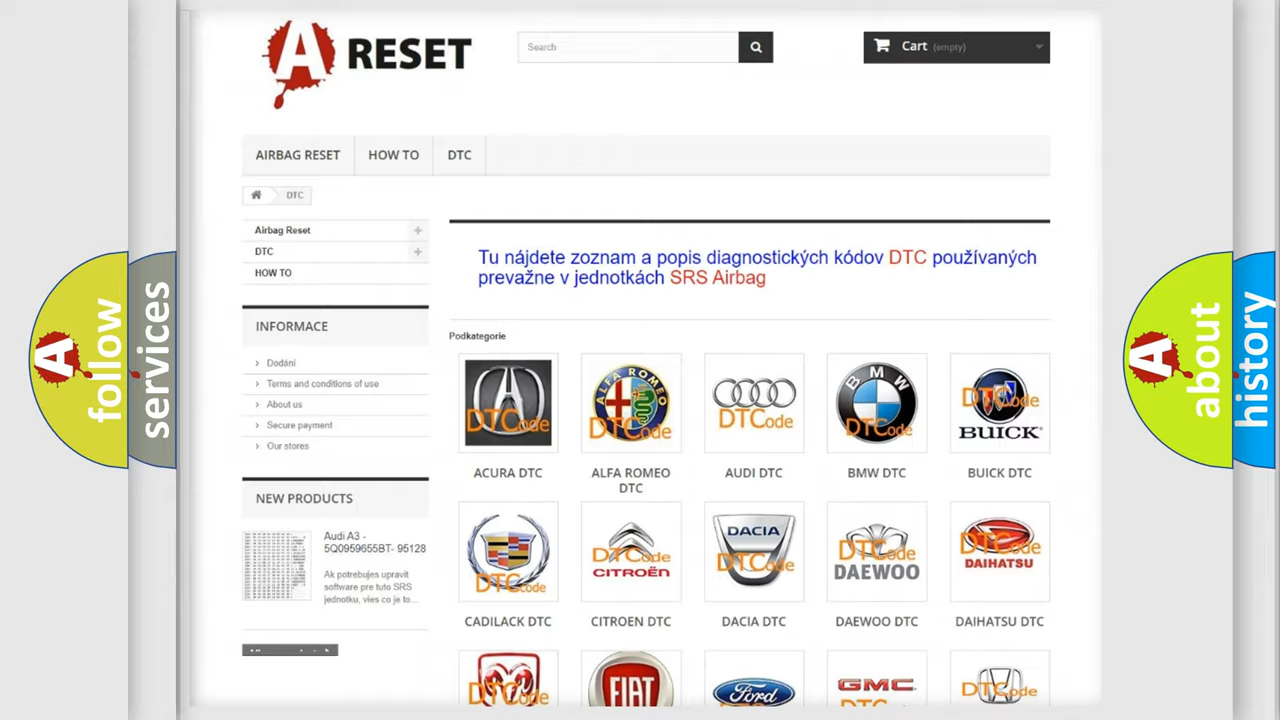 A RESET
Search
Cart (empty)
AIRBAG RESET
HOW TO
DTC
DTC
Airbag Reset
DTC
HOW TO
INFORMACE
Dodání
Terms and conditions of use
About us
Secure payment
Our stores
NEW PRODUCTS
Audi A3 -
5Q0959655BT- 95128
Ak potrebujes upravit
software pre tuto SRS
jednotku, vies co je to...
Tu nájdete zoznam a popis diagnostických kódov DTC používaných
prevažne v jednotkách SRS Airbag
Podkategorie
DTCode
ACURA DTC
ALFA ROMEO
DTCode
ALFA ROMEO
DTC
DTCode
AUDI DTC
BMW
DTCode
BMW DTC
DTCode
BUICK
BUICK DTC
DTCode
CADILACK DTC
DTCode
CITROËN
CITROEN DTC
DACIA
DTCode
DACIA DTC
DTCode
DAEWOO
DAEWOO DTC
DTCode
DAIHATSU
DAIHATSU DTC
DTCode
FIAT
Ford
GMC
DTCode
A follow
services
A about
history